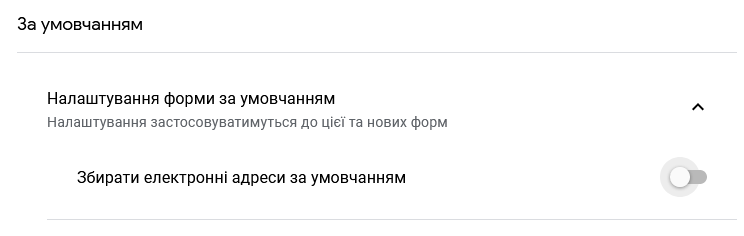 За умовчанням
Налаштування форми за умовчанням
Налаштування застосовуватимуться до цієї та нових форм
Збирати електронні адреси за умовчанням